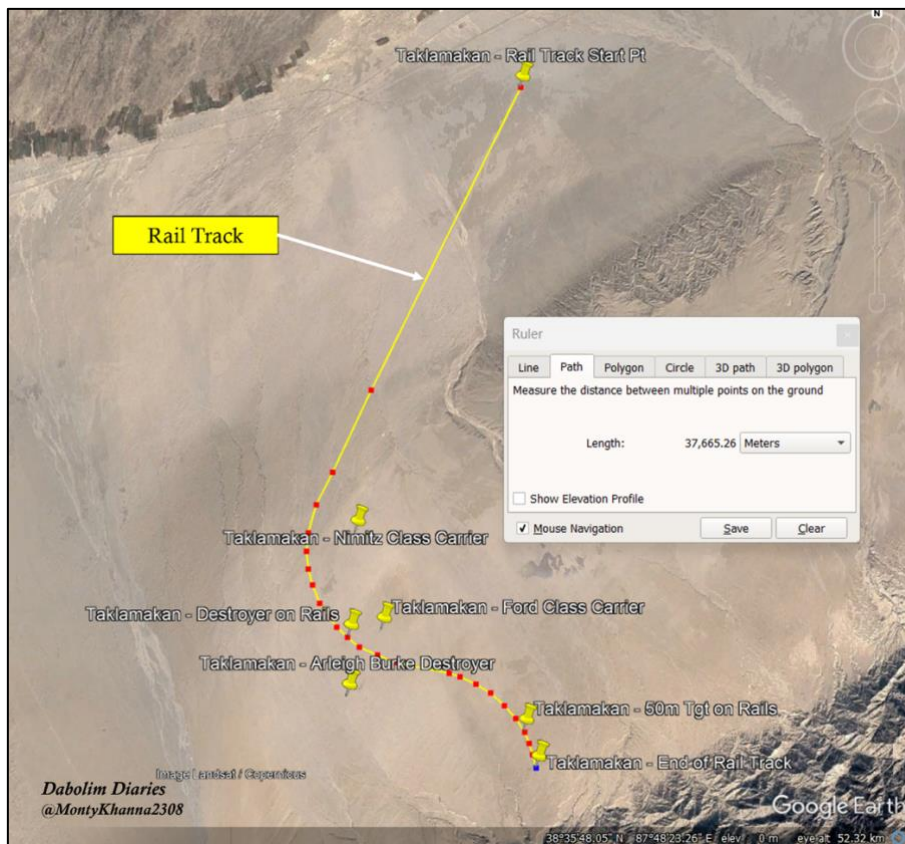 N
Taklamakan - Rail Track Start Pt
Rail Track
Ruler
Line Path Polygon Circle 3D path 3D polygon
Measure the distance between multiple points on the ground
Length: 37,665.26 Meters
Show Elevation Profile
Mouse Navigation Save Clear
Taklamakan - Nimitz Class Carrier
Taklamakan - Ford Class Carrier
Taklamakan - Destroyer on Rails
Taklamakan - Arleigh Burke Destroyer
Taklamakan - 50m Tgt on Rails
Taklamakan - End of Rail Track
Image Landsat / Copernicus
Dabolim Diaries
@MontyKhanna2308
Google Earth
38°35'48.05" N 87°48'23.26" E elev 0 m eye alt 52.32 km